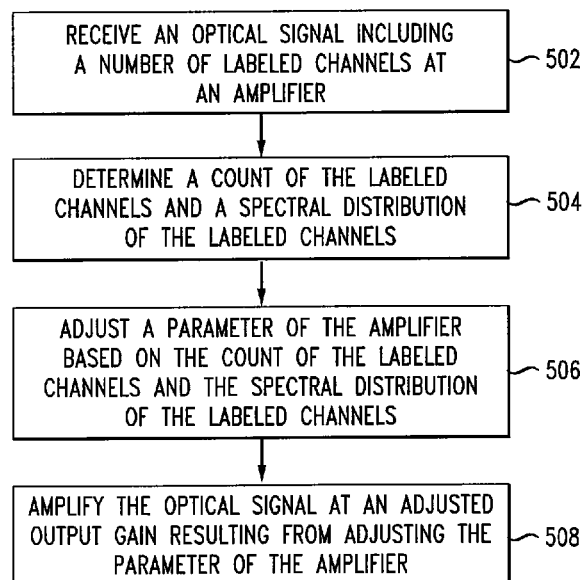 RECEIVE AN OPTICAL SIGNAL INCLUDING
A NUMBER OF LABELED CHANNELS AT
AN AMPLIFIER
502
DETERMINE A COUNT OF THE LABELED
CHANNELS AND A SPECTRAL DISTRIBUTION
OF THE LABELED CHANNELS
504
ADJUST A PARAMETER OF THE AMPLIFIER
BASED ON THE COUNT OF THE LABELED
CHANNELS AND THE SPECTRAL DISTRIBUTION
OF THE LABELED CHANNELS
506
AMPLIFY THE OPTICAL SIGNAL AT AN ADJUSTED
OUTPUT GAIN RESULTING FROM ADJUSTING THE
PARAMETER OF THE AMPLIFIER
508